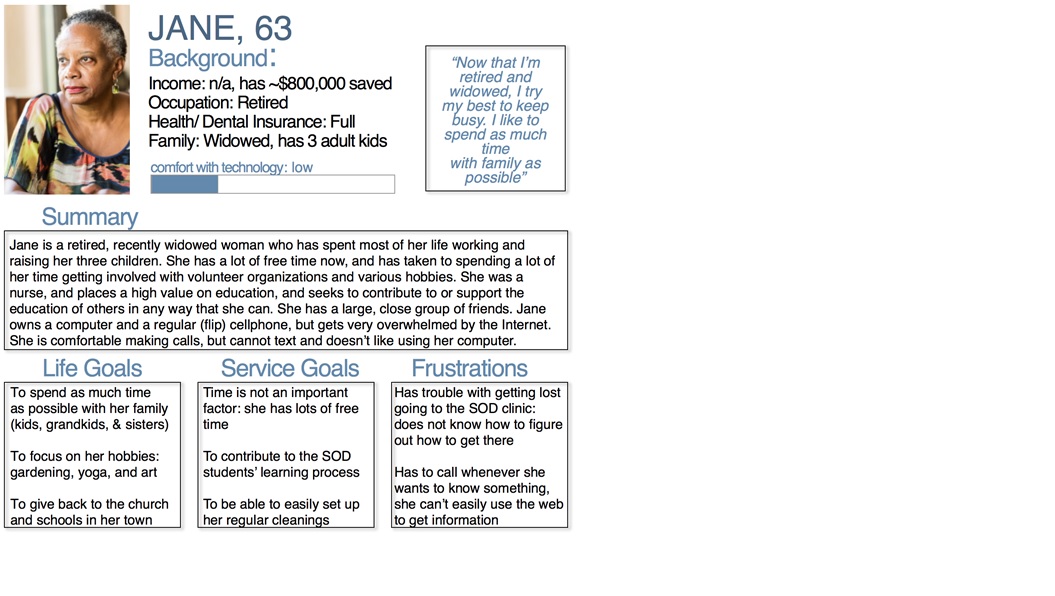 JANE, 63
Background:
Income: n/a, has ~$800,000 saved
Occupation: Retired
Health/ Dental Insurance: Full
Family: Widowed, has 3 adult kids
comfort with technology: low
“Now that I’m
retired and
widowed, I try
my best to keep
busy. I like to
spend as much
time
with family as
possible”
Summary
Jane is a retired, recently widowed woman who has spent most of her life working and
raising her three children. She has a lot of free time now, and has taken to spending a lot of
her time getting involved with volunteer organizations and various hobbies. She was a
nurse, and places a high value on education, and seeks to contribute to or support the
education of others in any way that she can. She has a large, close group of friends. Jane
owns a computer and a regular (flip) cellphone, but gets very overwhelmed by the Internet.
She is comfortable making calls, but cannot text and doesn’t like using her computer.
Life Goals
To spend as much time
as possible with her family
(kids, grandkids, & sisters)
To focus on her hobbies:
gardening, yoga, and art
To give back to the church
and schools in her town
Service Goals
Time is not an important
factor: she has lots of free
time
To contribute to the SOD
students’ learning process
To be able to easily set up
her regular cleanings
Frustrations
Has trouble with getting lost
going to the SOD clinic:
does not know how to figure
out how to get there
Has to call whenever she
wants to know something,
she can’t easily use the web
to get information